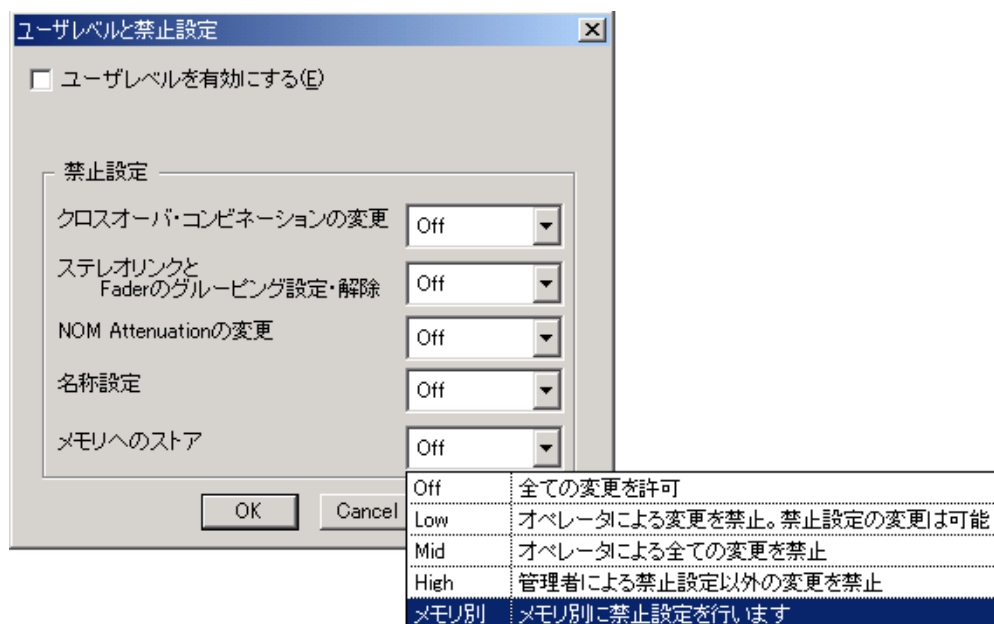 ユーザレベルと禁止設定
ユーザレベルを有効にする(E)
禁止設定
クロスオーバ・コンビネーションの変更 Off
ステレオリンクと
Faderのグルーピング設定・解除 Off
NOM Attenuationの変更 Off
名称設定 Off
メモリへのストア Off
OK Cancel
Off 全ての変更を許可
Low オペレータによる変更を禁止。禁止設定の変更は可能
Mid オペレータによる全ての変更を禁止
High 管理者による禁止設定以外の変更を禁止
メモリ別 メモリ別に禁止設定を行います